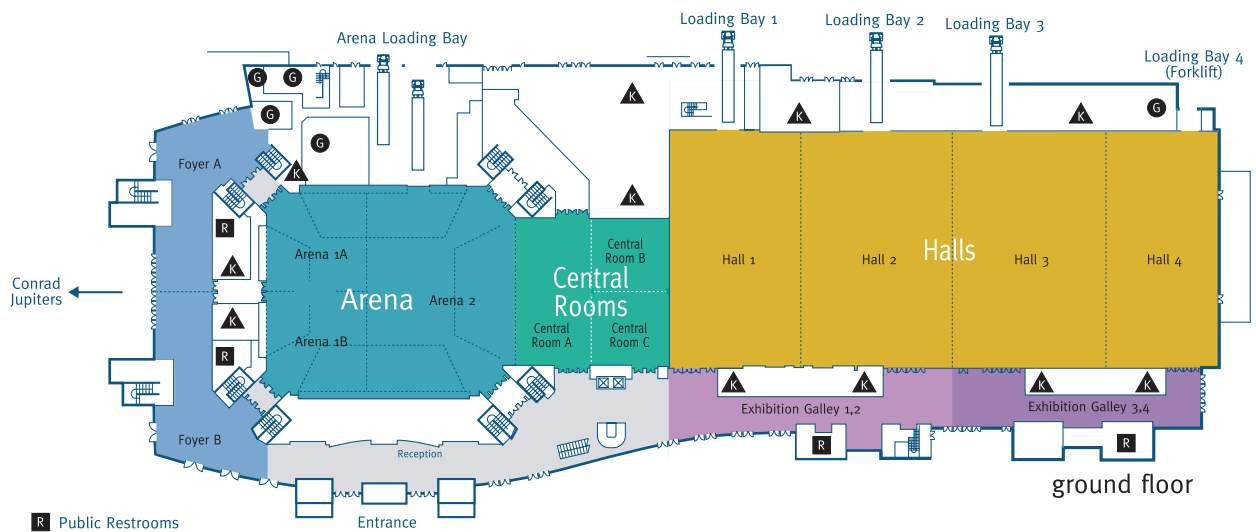 Loading Bay 1
Loading Bay 2
Loading Bay 3
Arena Loading Bay
Loading Bay 4
(Forklift)
G
G
K
G
K
K
G
G
Foyer A
K
K
R
K
Arena 1A
Central
Room B
Halls
Hall 1
Hall 2
Hall 3
Hall 4
Conrad
Jupiters
Arena
Arena 2
Central
Rooms
K
Arena 1B
Central
Room A
Central
Room C
R
K
K
K
K
Exhibition Galley 1,2
Exhibition Galley 3,4
Foyer B
R
R
Reception
ground floor
R
Public Restrooms
Entrance